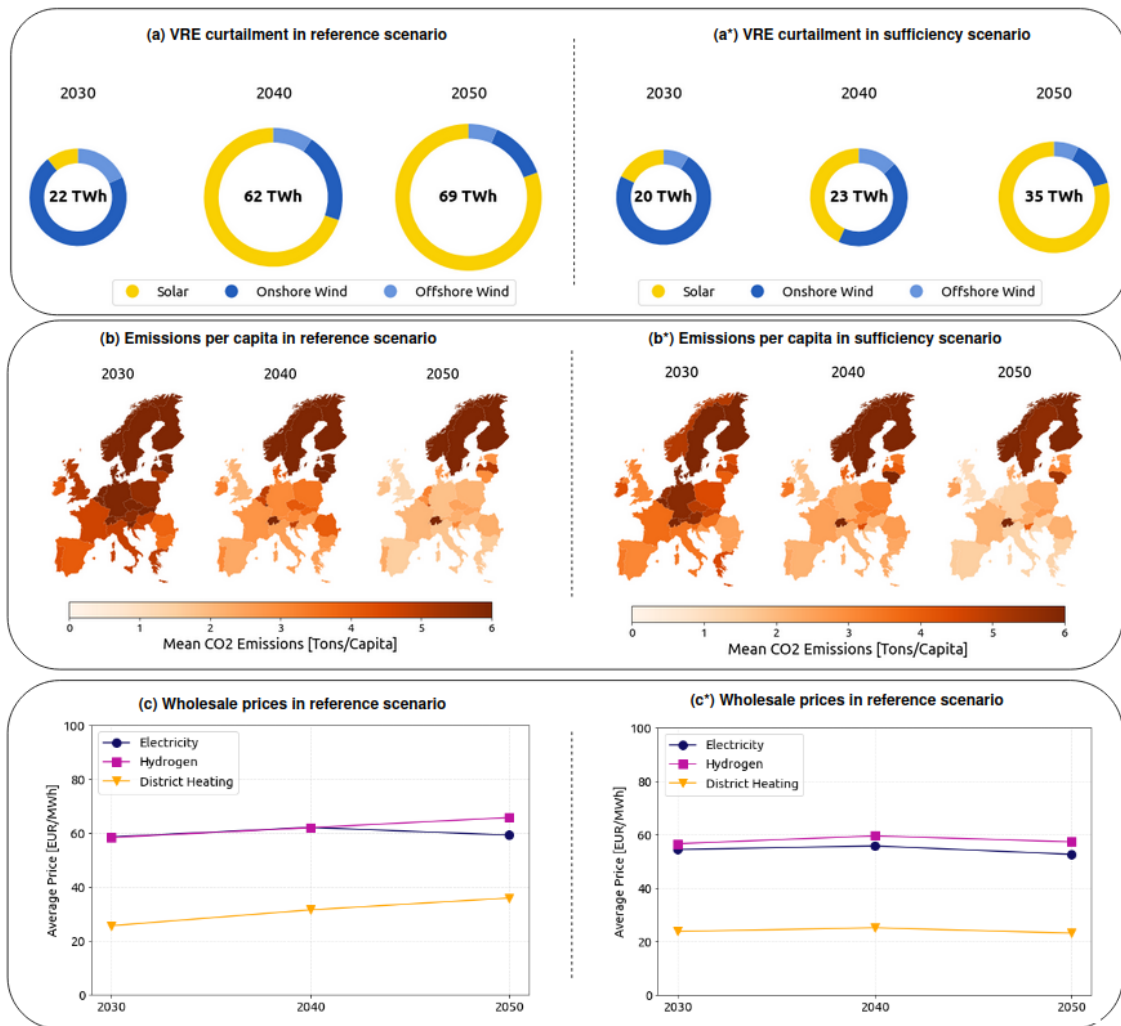 (a) VRE curtailment in reference scenario
2030
2040
2050
22 TWh
62 TWh
69 TWh
Solar
Onshore Wind
Offshore Wind
(a*) VRE curtailment in sufficiency scenario
2030
2040
2050
20 TWh
23 TWh
35 TWh
Solar
Onshore Wind
Offshore Wind
(b) Emissions per capita in reference scenario
2030
2040
2050
0 1 2 3 4 5 6
Mean CO2 Emissions [Tons/Capita]
(b*) Emissions per capita in sufficiency scenario
2030
2040
2050
0 1 2 3 4 5 6
Mean CO2 Emissions [Tons/Capita]
(c) Wholesale prices in reference scenario
Average Price [EUR/MWh]
100
80
60
40
20
0
Electricity
Hydrogen
District Heating
2030 2040 2050
(c*) Wholesale prices in reference scenario
Average Price [EUR/MWh]
100
80
60
40
20
0
Electricity
Hydrogen
District Heating
2030 2040 2050